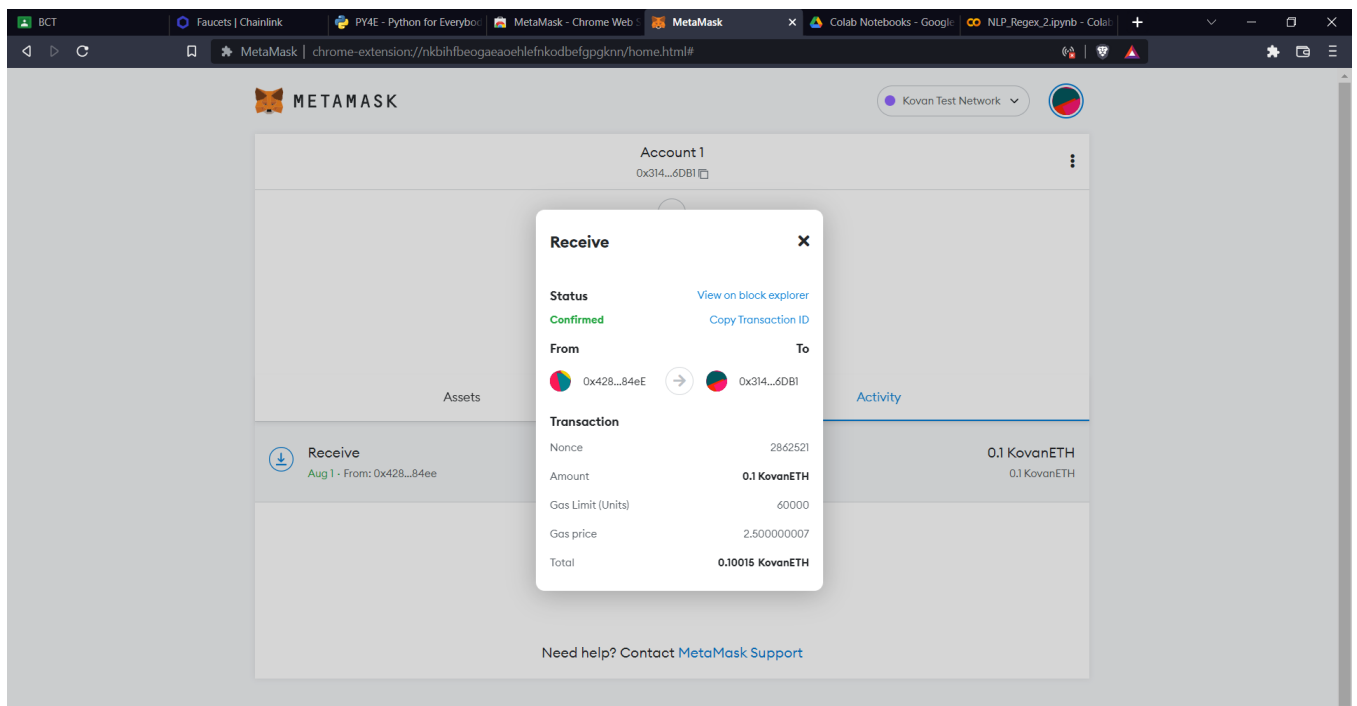 BCT
Faucets | Chainlink
PY4E - Python for Everybod
MetaMask - Chrome Web S
MetaMask
Colab Notebooks - Google
NLP_Regex_2.ipynb - Colab
MetaMask | chrome-extension://nkbihfbeogaeaoehlefnkodbefgpgknn/home.html#
METAMASK
Kovan Test Network
Account 1
0x314...6DB1
Receive
Status View on block explorer
Confirmed Copy Transaction ID
From To
0x428...84eE 0x314...6DB1
Assets Activity
Transaction
Nonce 2862521
Amount 0.1 KovanETH
Gas Limit (Units) 60000
Gas price 2.500000007
Total 0.10015 KovanETH
Receive 0.1 KovanETH
Aug 1 - From: 0x428...84ee 0.1 KovanETH
Need help? Contact MetaMask Support